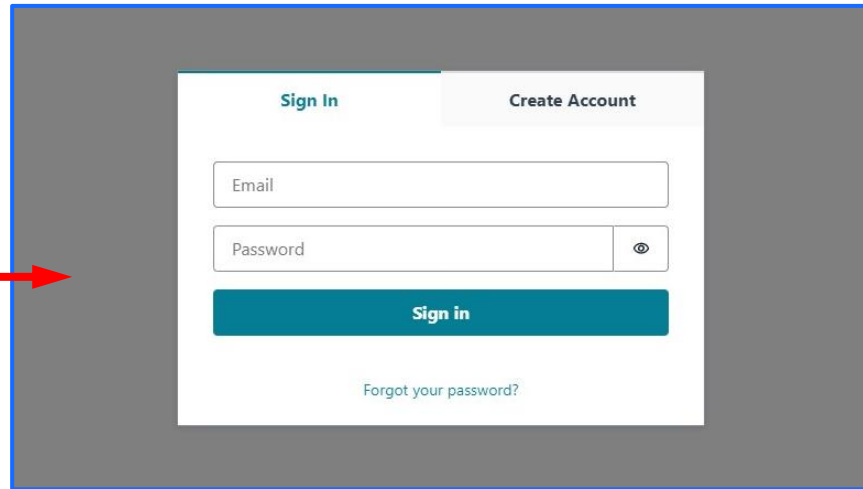 Sign In Create Account
Email
Password
Sign in
Forgot your password?